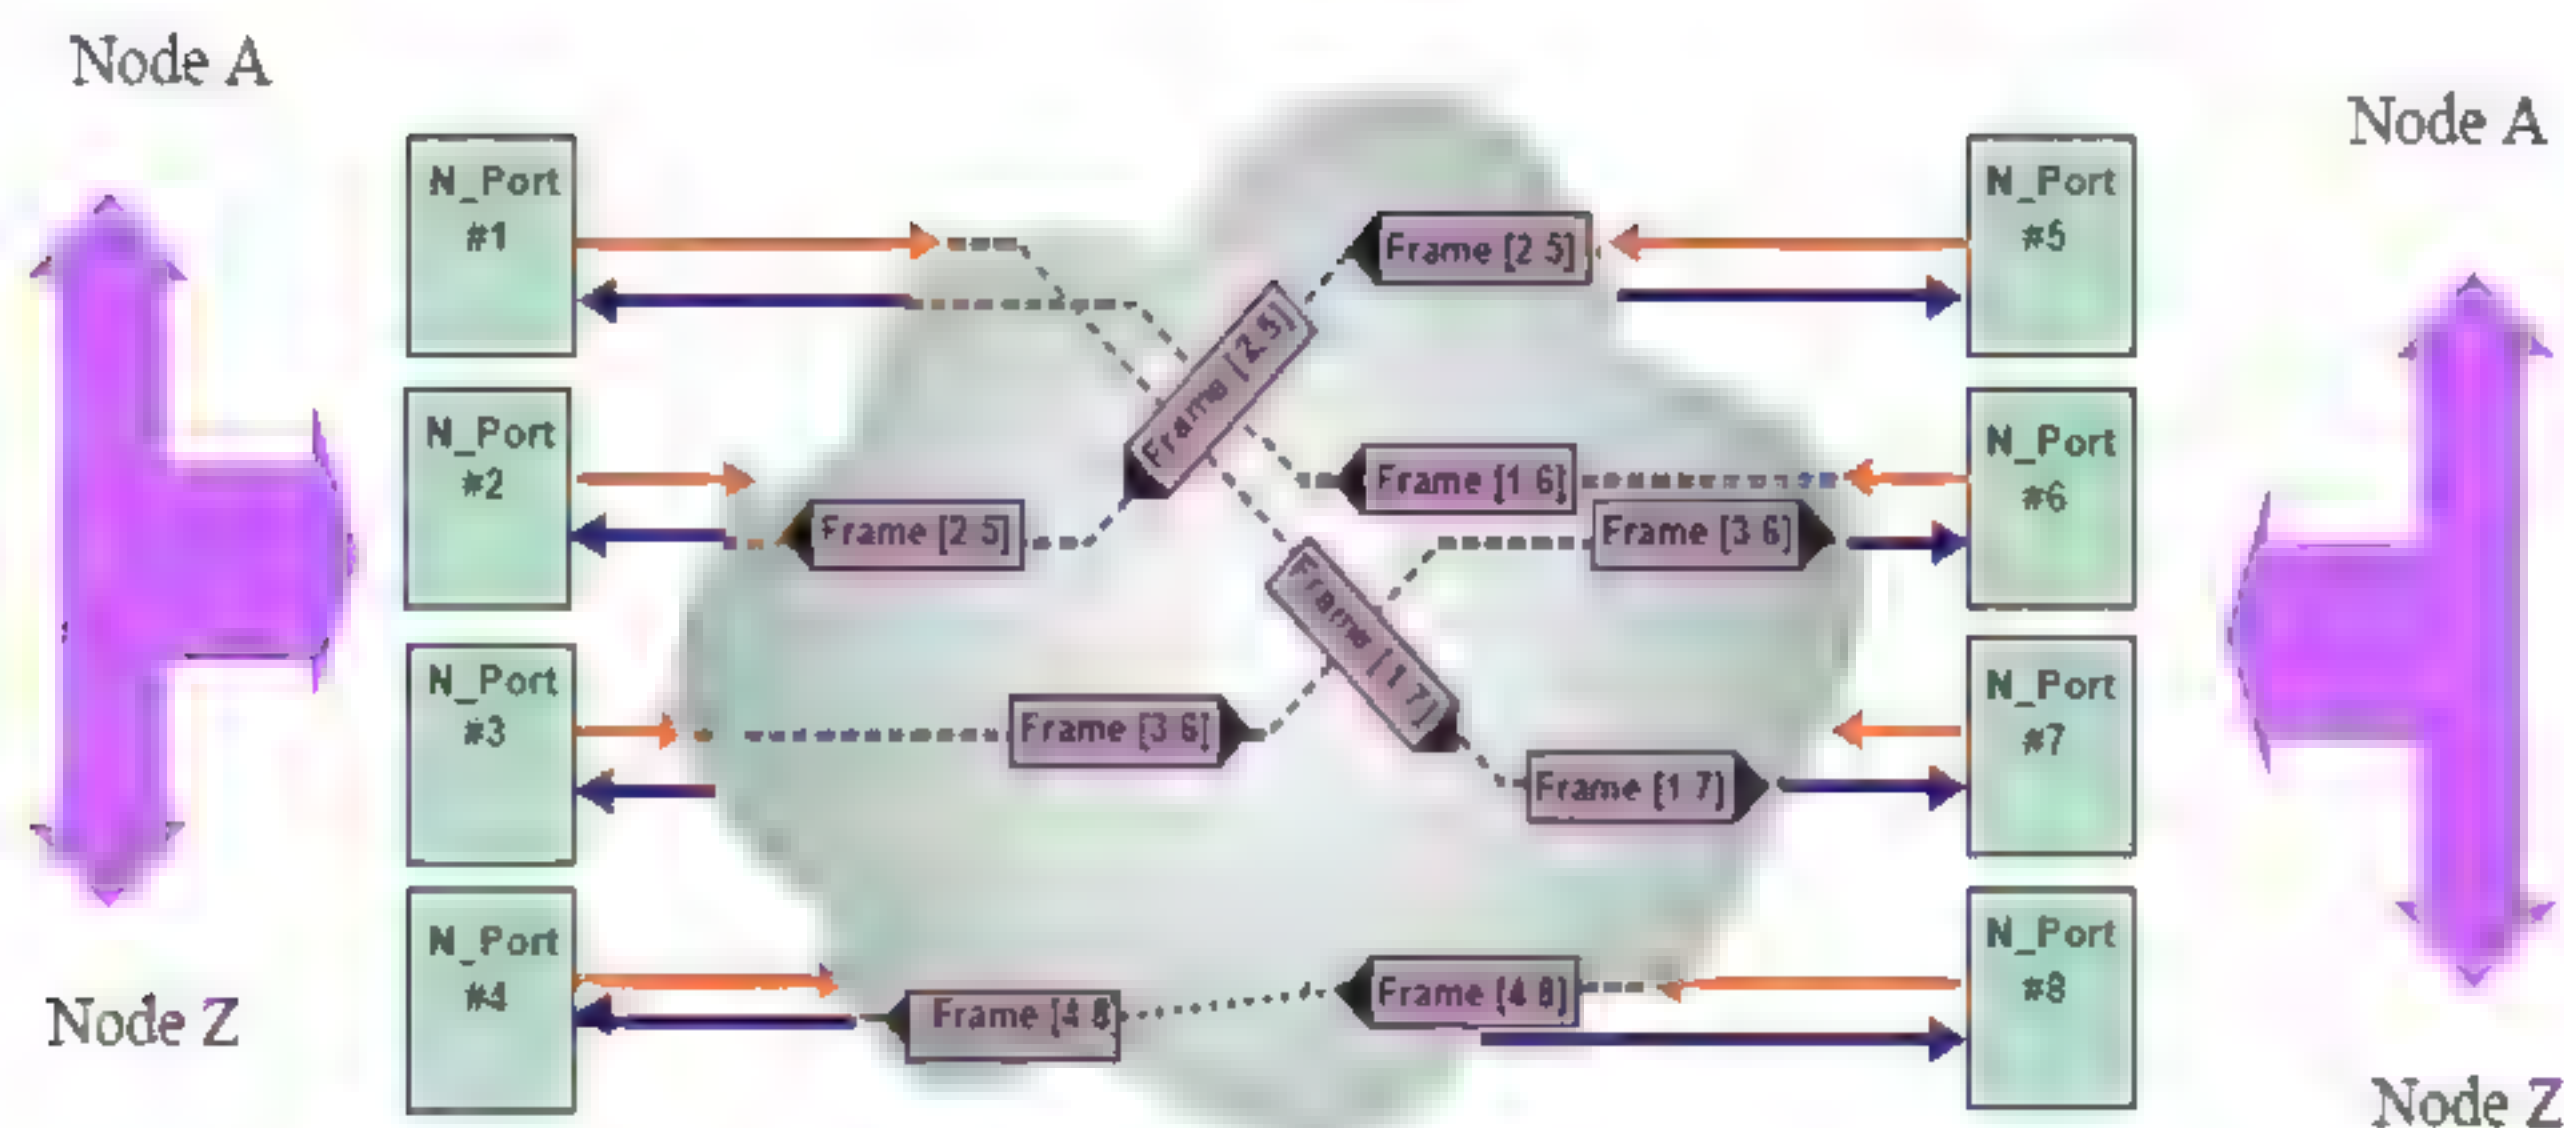 Node A
Node A
N_Port
#1
N_Port
#5
Frame [2 5]
Frame [2 5]
N_Port
#2
N_Port
#6
Frame [1 6]
Frame [2 5]
Frame [3 6]
Frame [1 7]
N_Port
#3
N_Port
#7
Frame [3 6]
Frame [1 7]
N_Port
#4
N_Port
#8
Frame [4 8]
Frame [4 8
Node Z
Node Z